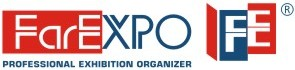 FarEXPO FE ®
PROFESSIONAL EXHIBITION ORGANIZER